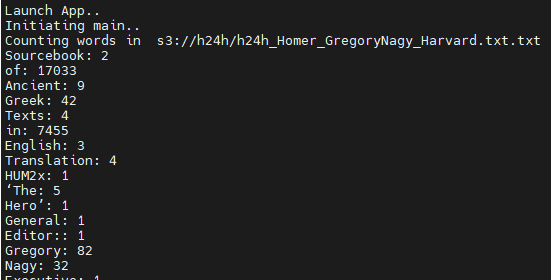 Launch App..
Initiating main..
Counting words in  s3://h24h/h24h_Homer_GregoryNagy_Harvard.txt.txt
Sourcebook: 2
of: 17033
Ancient: 9
Greek: 42
Texts: 4
in: 7455
English: 3
Translation: 4
HUM2x: 1
‘The: 5
Hero’: 1
General: 1
Editor:: 1
Gregory: 82
Nagy: 32
Executive: 1